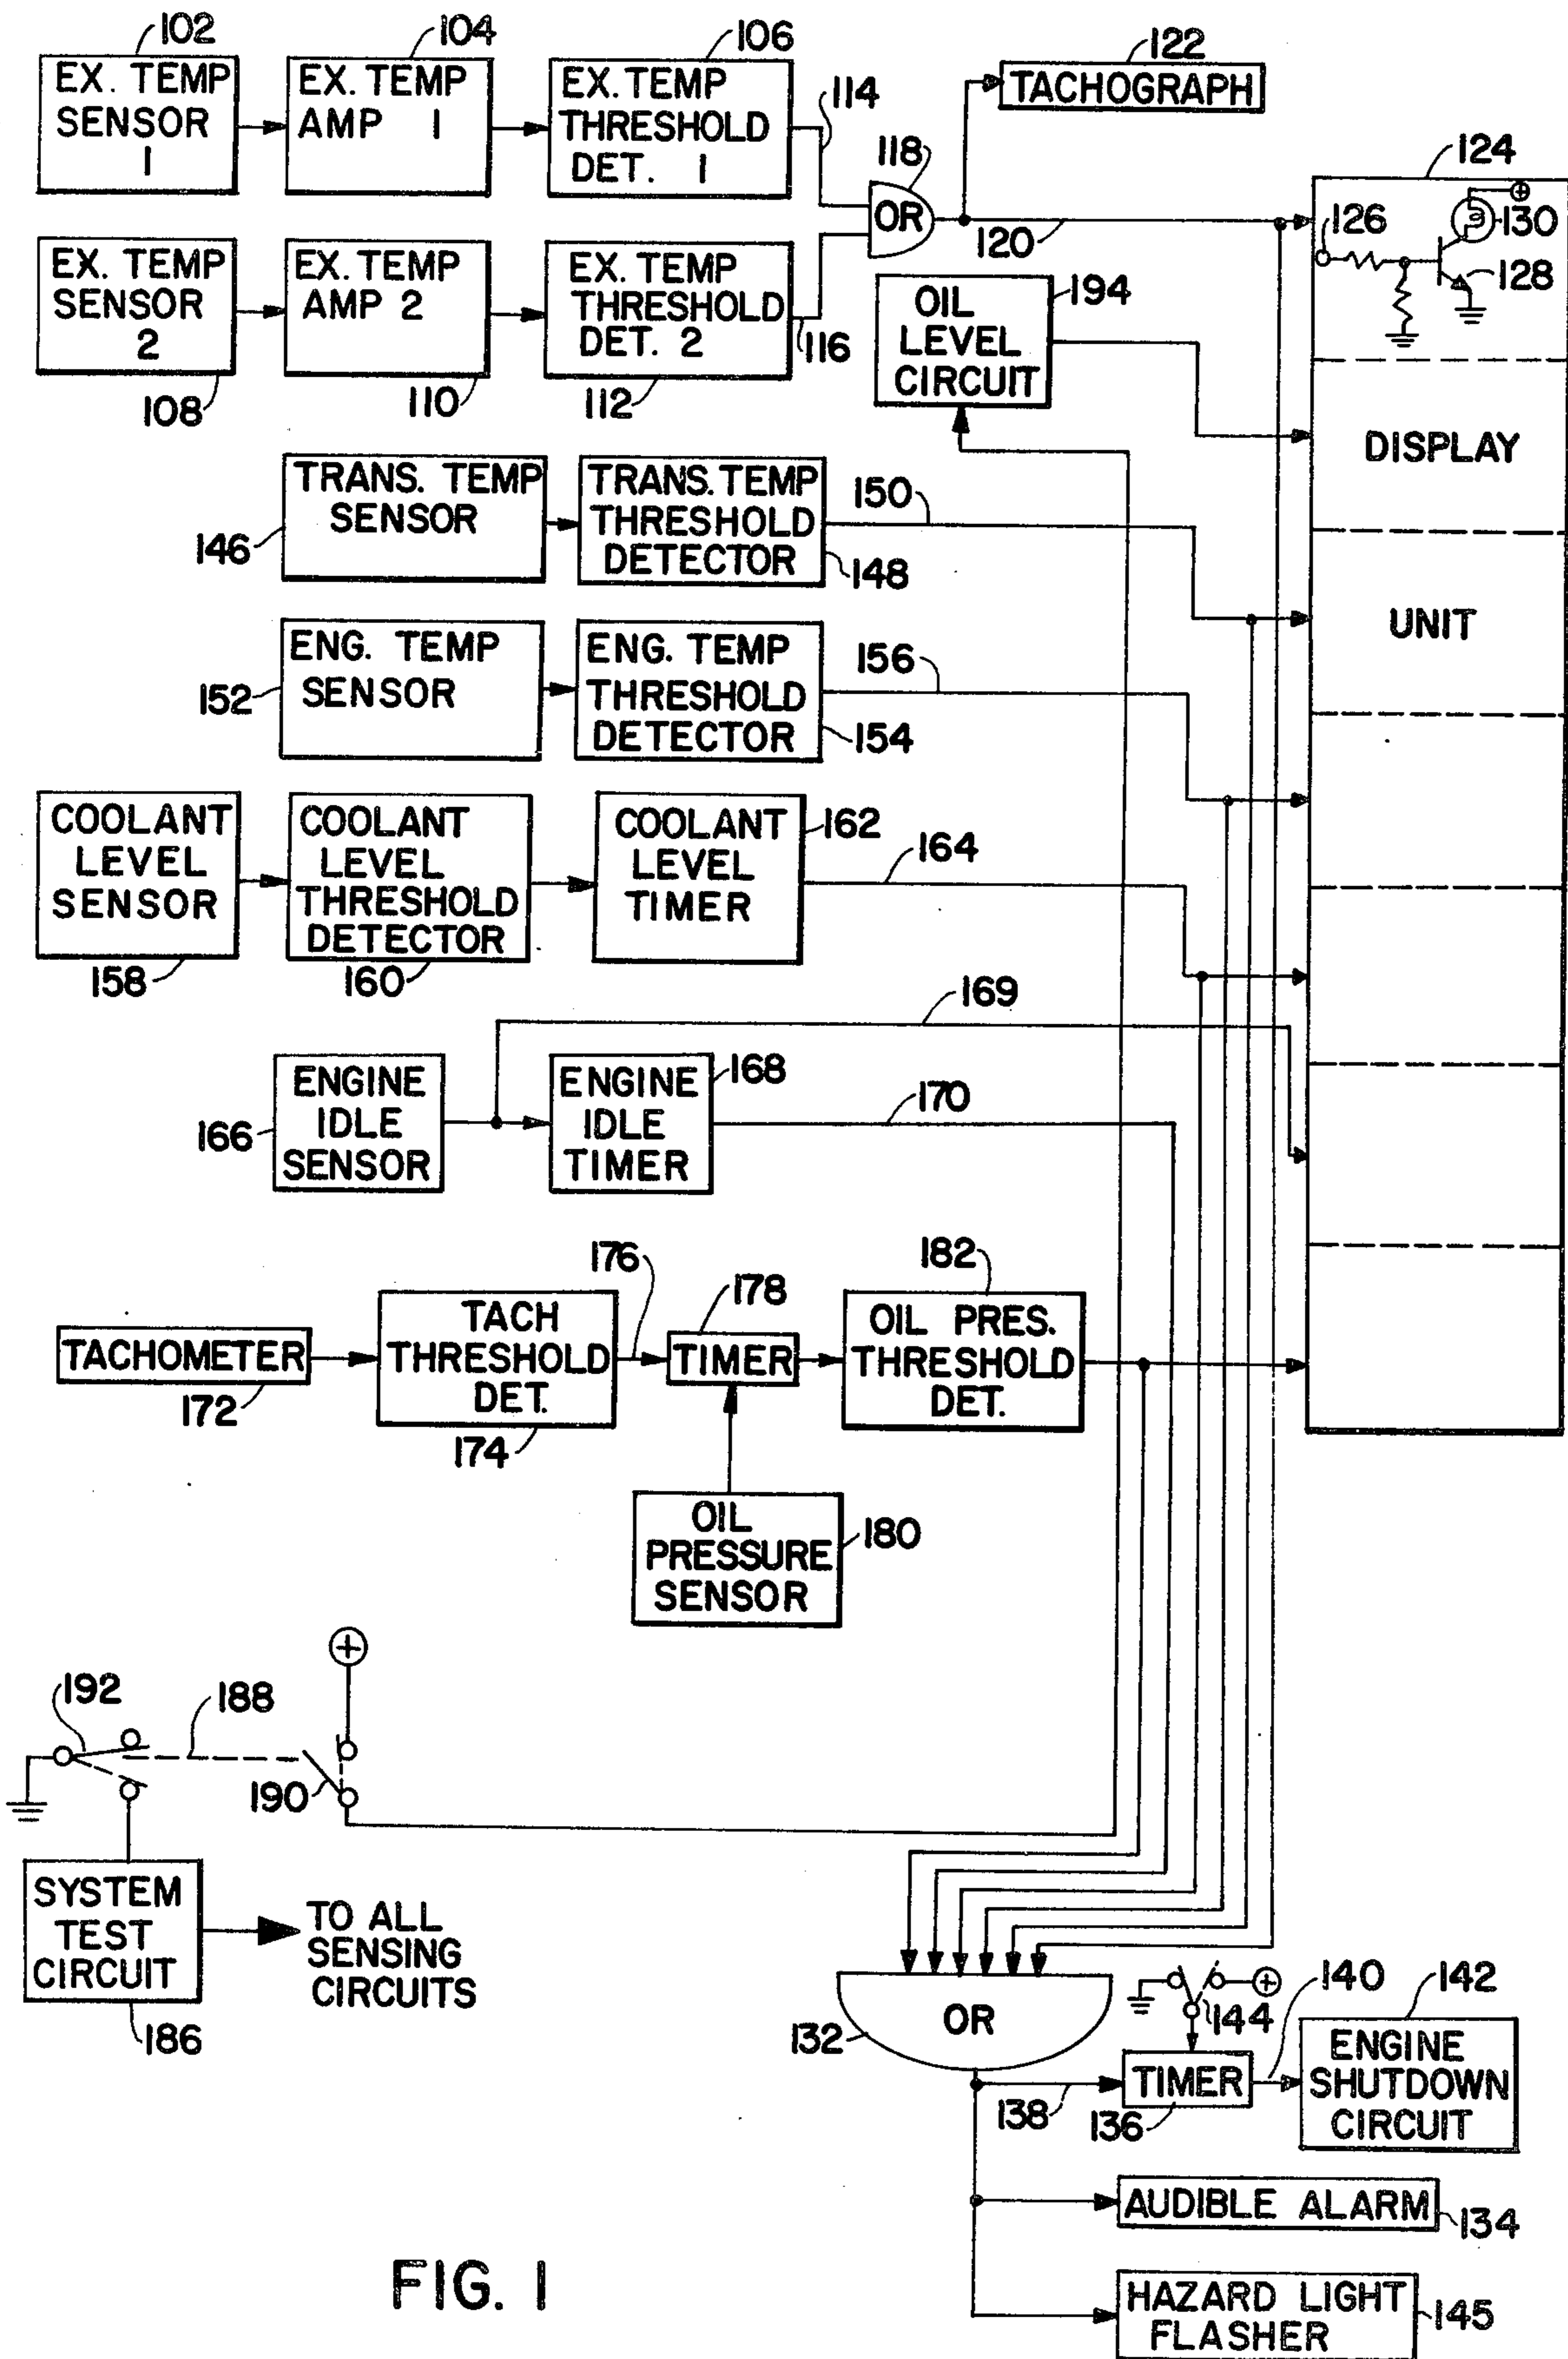 102
104
106
122
EX. TEMP
SENSOR
1
EX. TEMP
AMP 1
EX. TEMP
THRESHOLD
DET. 1
114
TACHOGRAPH
118
OR
120
124
126
130
128
EX. TEMP
SENSOR
2
EX. TEMP
AMP 2
EX. TEMP
THRESHOLD
DET. 2
116
108
110
112
OIL
LEVEL
CIRCUIT
194
DISPLAY
UNIT
TRANS. TEMP
SENSOR
146
TRANS. TEMP
THRESHOLD
DETECTOR
148
150
ENG. TEMP
SENSOR
152
ENG. TEMP
THRESHOLD
DETECTOR
154
156
COOLANT
LEVEL
SENSOR
158
COOLANT
LEVEL
THRESHOLD
DETECTOR
160
COOLANT
LEVEL
TIMER
162
164
169
ENGINE
IDLE
SENSOR
166
ENGINE
IDLE
TIMER
168
170
TACHOMETER
172
TACH
THRESHOLD
DET.
174
176
178
TIMER
182
OIL PRES.
THRESHOLD
DET.
OIL
PRESSURE
SENSOR
180
+
192
188
190
SYSTEM
TEST
CIRCUIT
186
TO ALL
SENSING
CIRCUITS
OR
132
144
+
140
142
138
TIMER
136
ENGINE
SHUTDOWN
CIRCUIT
AUDIBLE ALARM
134
HAZARD LIGHT
FLASHER
145
FIG. 1